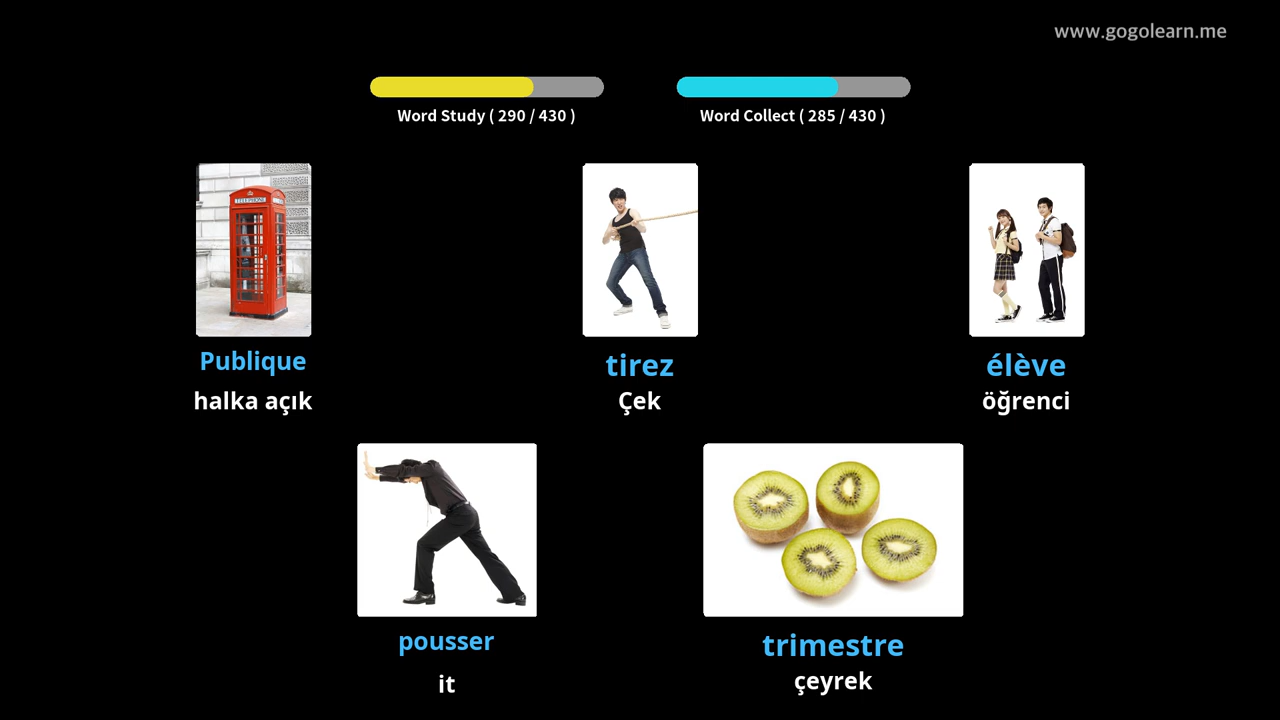 www.gogolearn.me
Word Study ( 290 / 430 )
Word Collect ( 285 / 430 )
TELEPHONE
Publique
halka açık
tirez
Çek
élève
öğrenci
pousser
it
trimestre
çeyrek